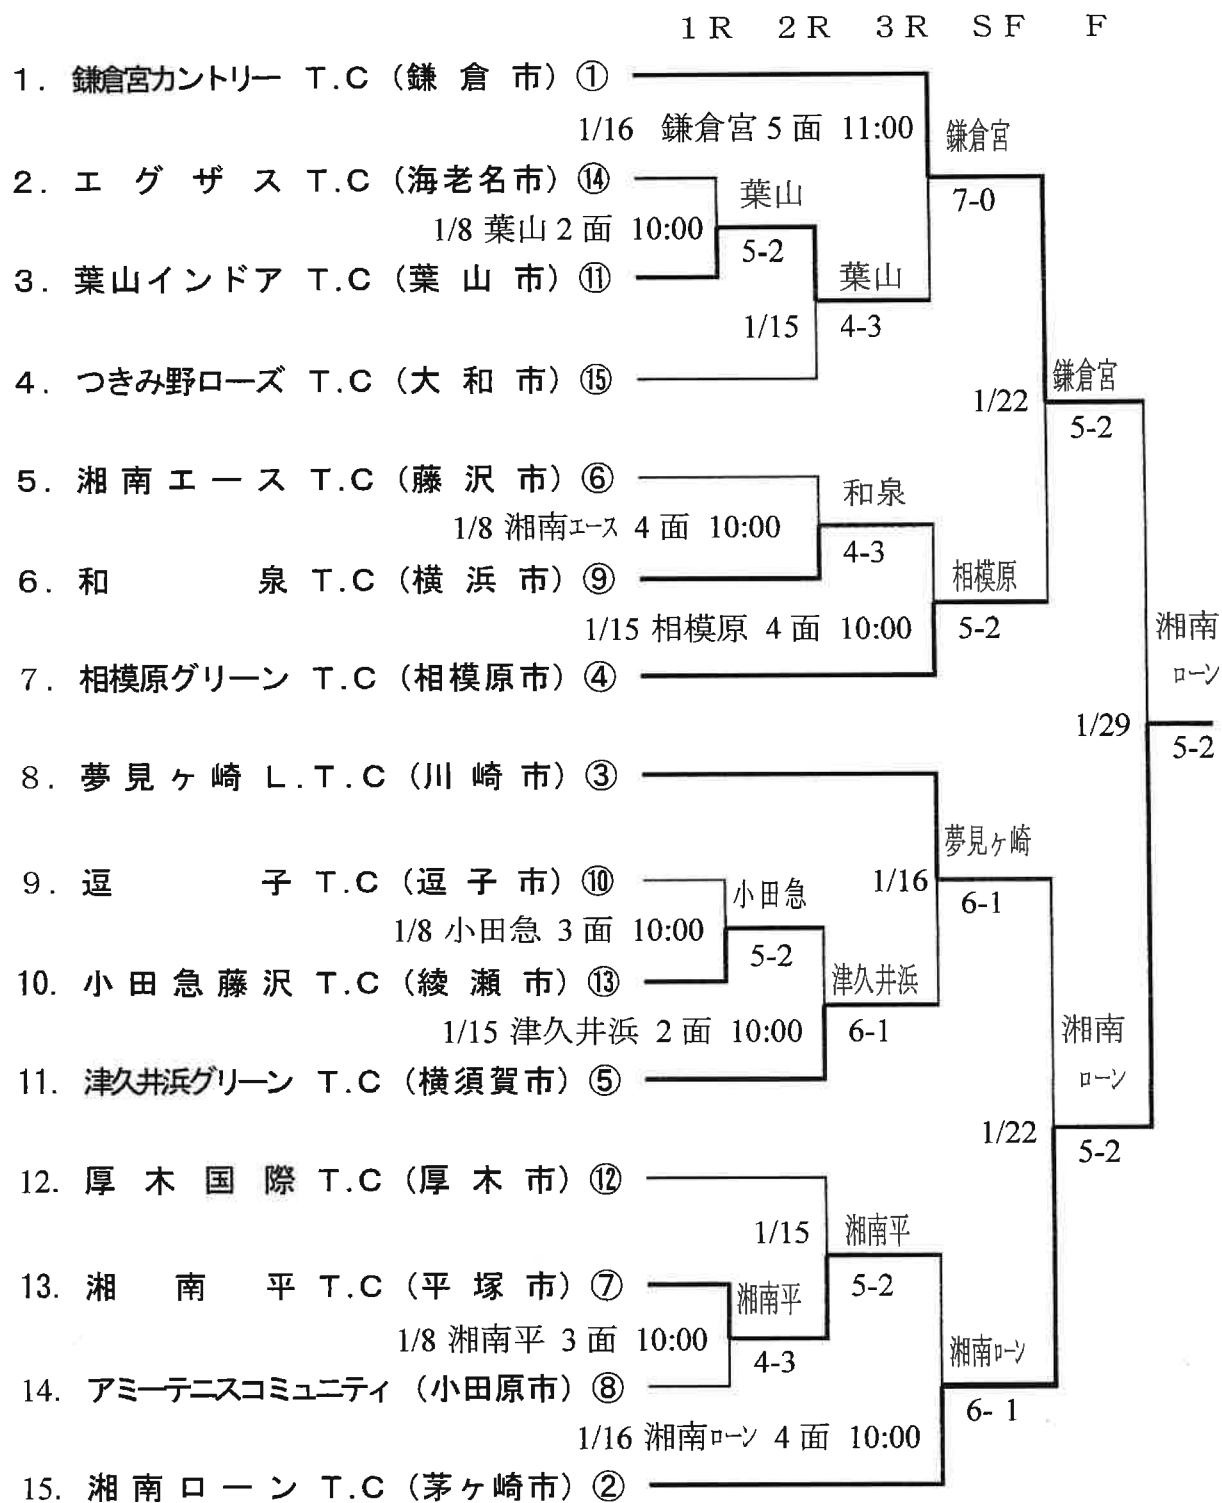 1R 2R 3R SF F
1. 鎌倉宮カントリー T.C (鎌倉市) ①
1/16 鎌倉宮 5面 11:00
鎌倉宮
2. エグザス T.C (海老名市) ⑭
葉山
7-0
1/8 葉山 2面 10:00
5-2
3. 葉山インドア T.C (葉山市) ⑪
葉山
1/15
4-3
4. つきみ野ローズ T.C (大和市) ⑮
鎌倉宮
1/22
5-2
5. 湘南エース T.C (藤沢市) ⑥
和泉
1/8 湘南エース 4面 10:00
4-3
6. 和泉 T.C (横浜市) ⑨
相模原
1/15 相模原 4面 10:00
5-2
湘南
ローン
7. 相模原グリーン T.C (相模原市) ④
1/29
5-2
8. 夢見ヶ崎 L.T.C (川崎市) ③
夢見ヶ崎
9. 逗子 T.C (逗子市) ⑩
小田急
1/16
6-1
1/8 小田急 3面 10:00
5-2
10. 小田急藤沢 T.C (綾瀬市) ⑬
津久井浜
1/15 津久井浜 2面 10:00
6-1
湘南
ローン
11. 津久井浜グリーン T.C (横須賀市) ⑤
1/22
5-2
12. 厚木国際 T.C (厚木市) ⑫
1/15
湘南平
13. 湘南平 T.C (平塚市) ⑦
湘南平
5-2
1/8 湘南平 3面 10:00
4-3
湘南ローン
14. アミーテニスコミュニティ (小田原市) ⑧
6-1
1/16 湘南ローン 4面 10:00
15. 湘南ローン T.C (茅ヶ崎市) ②